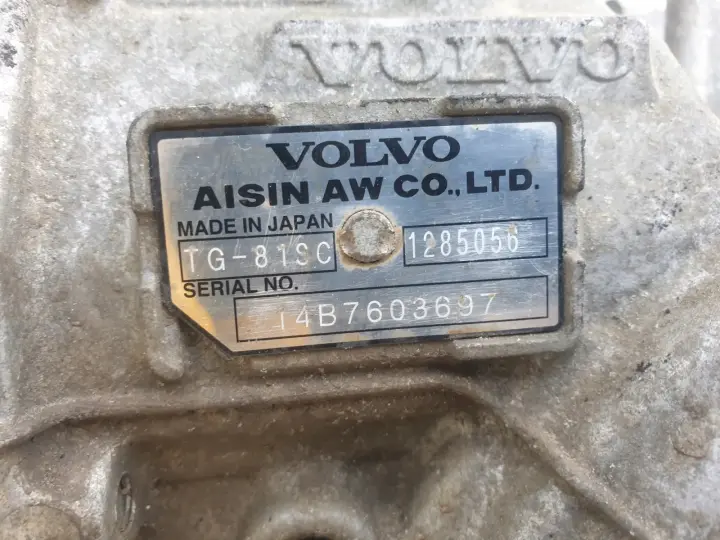 VOLVO
VOLVO
AISIN AW CO., LTD.
MADE IN JAPAN
TG-81SC 1285056
SERIAL NO.
14B7603697